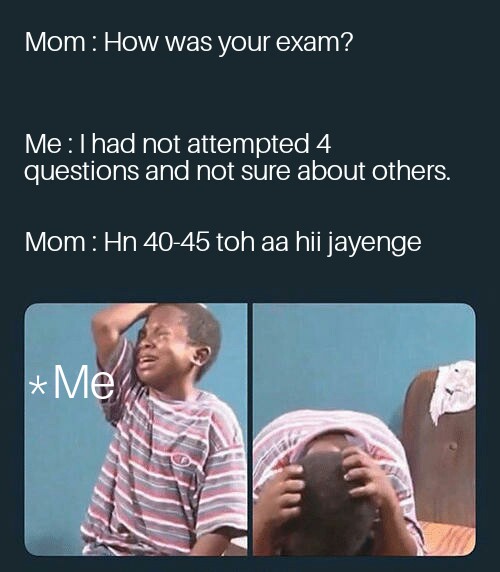 Mom : How was your exam?
Me : I had not attempted 4
questions and not sure about others.
Mom : Hn 40-45 toh aa hii jayenge
*Me